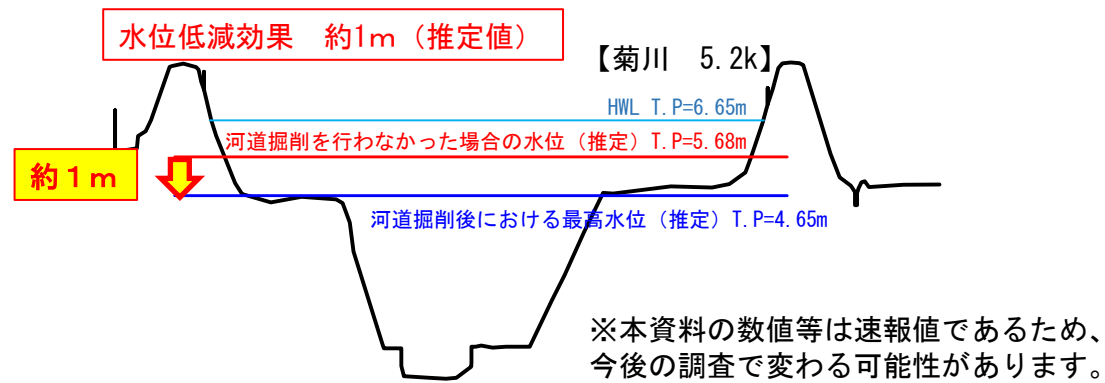 水位低減効果　約1ｍ（推定値）
【菊川　5.2k】
HWL T.P=6.65m
河道掘削を行わなかった場合の水位（推定）T.P=5.68m
約１ｍ
河道掘削後における最高水位（推定）T.P=4.65m
※本資料の数値等は速報値であるため、
今後の調査で変わる可能性があります。